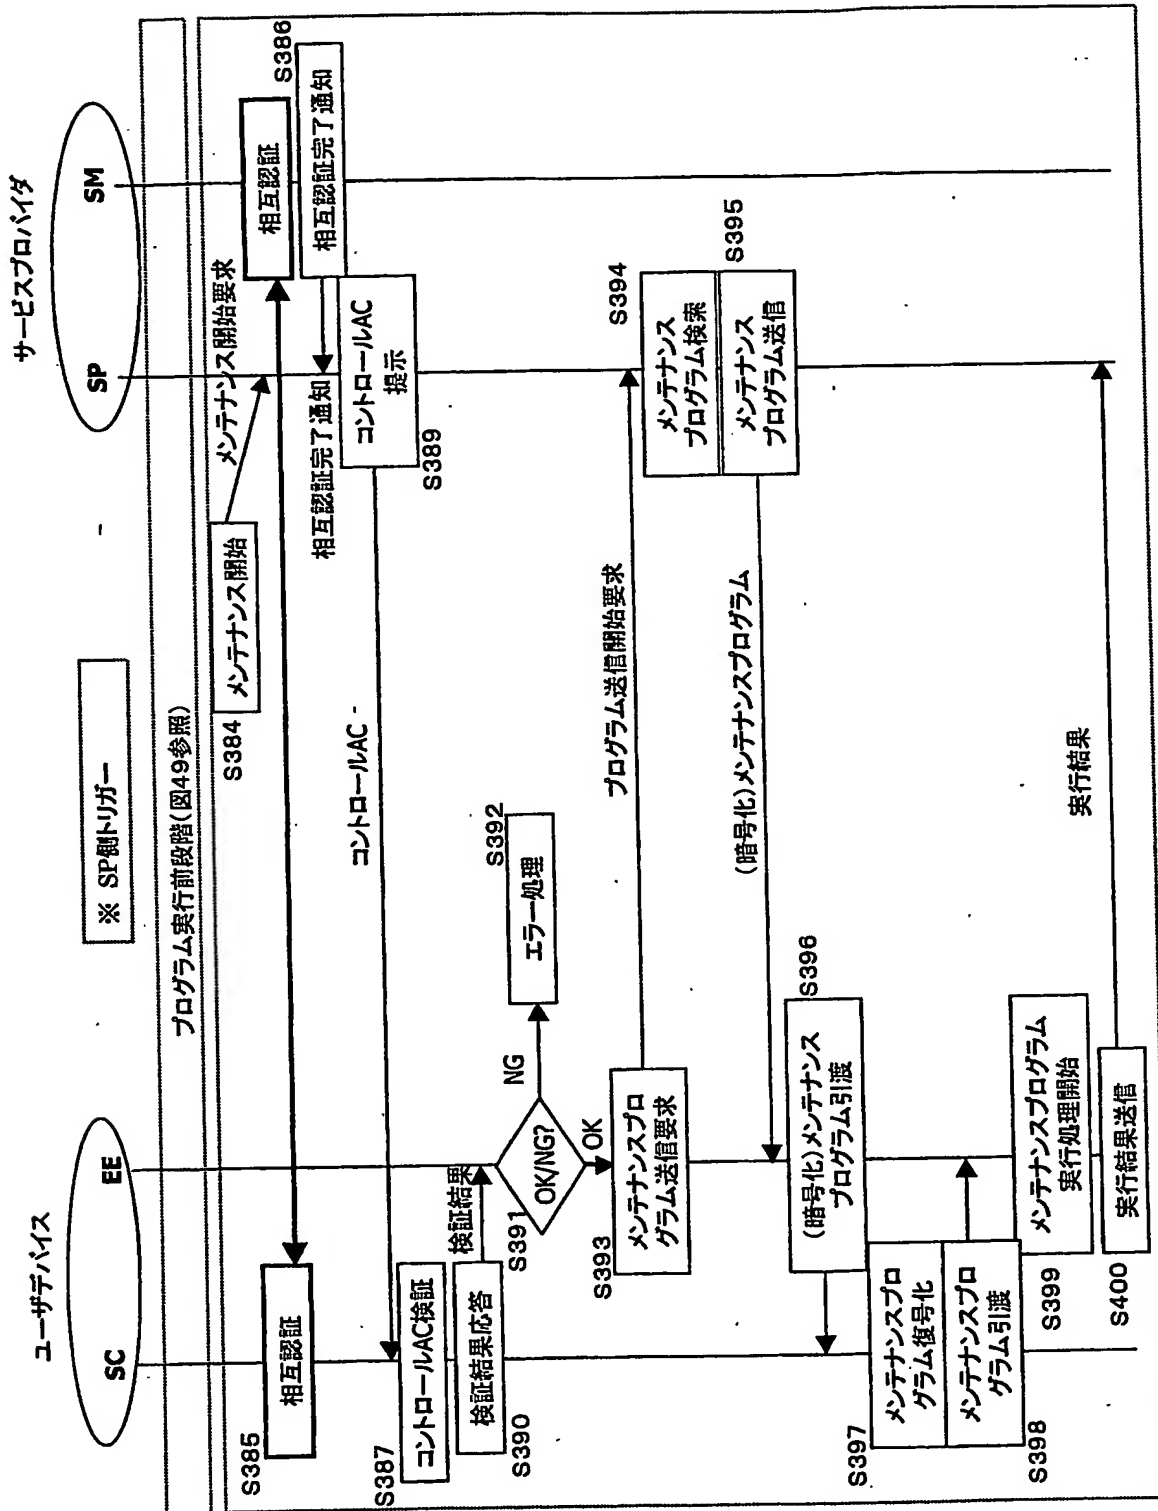 ユーザデバイス
SC
EE
※ SP側トリガー
サービスプロバイダ
SP
SM
プログラム実行前段階(図49参照)
S384
メンテナンス開始
メンテナンス開始要求
S385
相互認証
相互認証
S386
相互認証完了通知
相互認証完了通知
コントロールAC
提示
S389
コントロールAC
S387
コントロールAC検証
検証結果応答
S390
検証結果
S391
OK/NG?
NG
OK
S392
エラー処理
S393
メンテナンスプロ
グラム送信要求
プログラム送信開始要求
S394
メンテナンス
プログラム検索
メンテナンス
プログラム送信
S395
(暗号化)メンテナンスプログラム
S396
(暗号化)メンテナンス
プログラム引渡
S397
メンテナンスプロ
グラム復号化
メンテナンスプロ
グラム引渡
S398
メンテナンスプログラム
実行処理開始
S399
実行結果送信
S400
実行結果